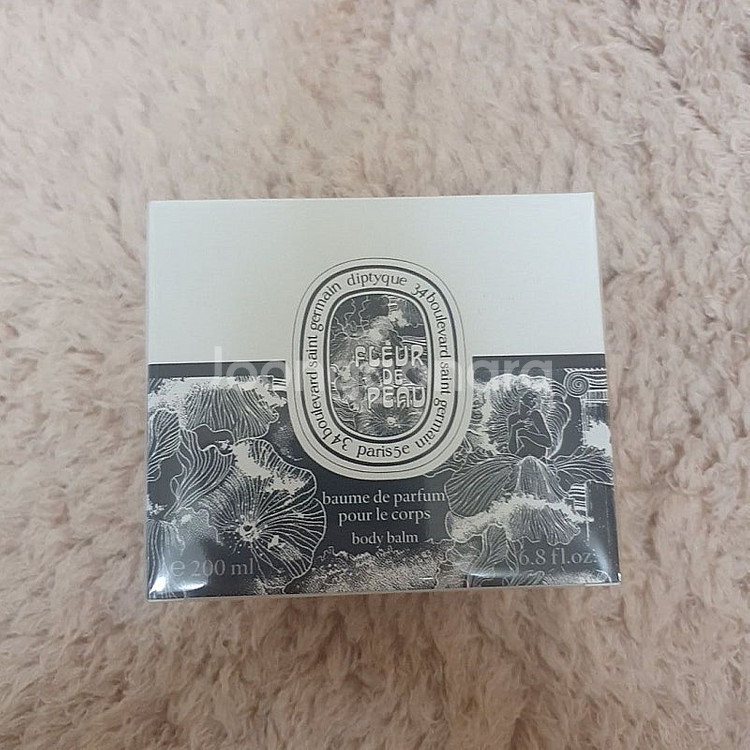 diptyque 34 boulevard saint germain paris5e 34 boulevard saint germain
FLEUR
DE
PEAU
Joonggonara
baume de parfum
pour le corps
body balm
e 200 ml
6.8 fl.oz.